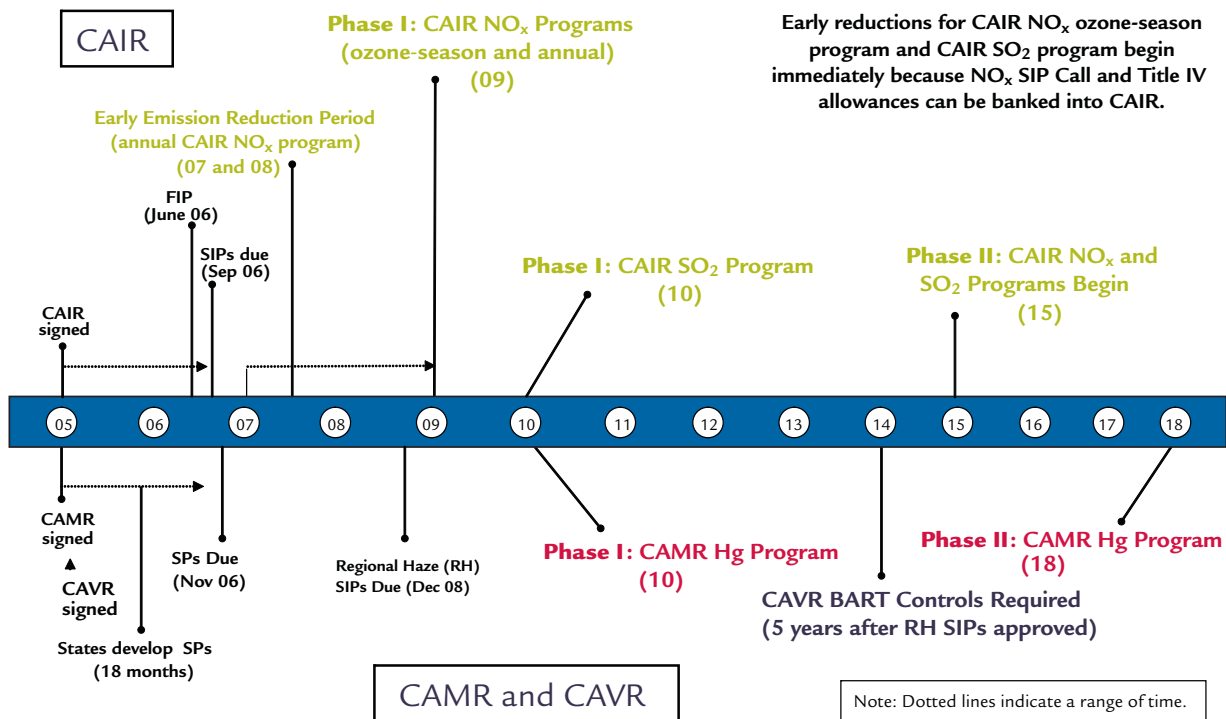 CAIR
Phase I: CAIR NOₓ Programs
(ozone-season and annual)
(09)
Early reductions for CAIR NOₓ ozone-season
program and CAIR SO₂ program begin
immediately because NOₓ SIP Call and Title IV
allowances can be banked into CAIR.
Early Emission Reduction Period
(annual CAIR NOₓ program)
(07 and 08)
FIP
(June 06)
SIPs due
(Sep 06)
CAIR
signed
Phase I: CAIR SO₂ Program
(10)
Phase II: CAIR NOₓ and
SO₂ Programs Begin
(15)
05 06 07 08 09 10 11 12 13 14 15 16 17 18
CAMR
signed
CAVR
signed
States develop SPs
(18 months)
SPs Due
(Nov 06)
Regional Haze (RH)
SIPs Due (Dec 08)
Phase I: CAMR Hg Program
(10)
CAVR BART Controls Required
(5 years after RH SIPs approved)
Phase II: CAMR Hg Program
(18)
CAMR and CAVR
Note: Dotted lines indicate a range of time.